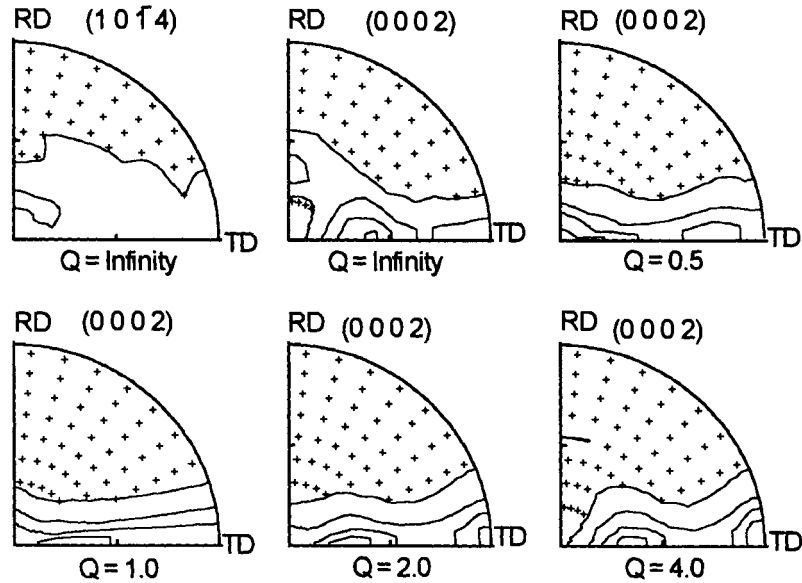 RD (1 0 1̄ 4) RD (0 0 0 2) RD (0 0 0 2)
TD TD TD
Q = Infinity Q = Infinity Q = 0.5
RD (0 0 0 2) RD (0 0 0 2) RD (0 0 0 2)
TD TD TD
Q = 1.0 Q = 2.0 Q = 4.0